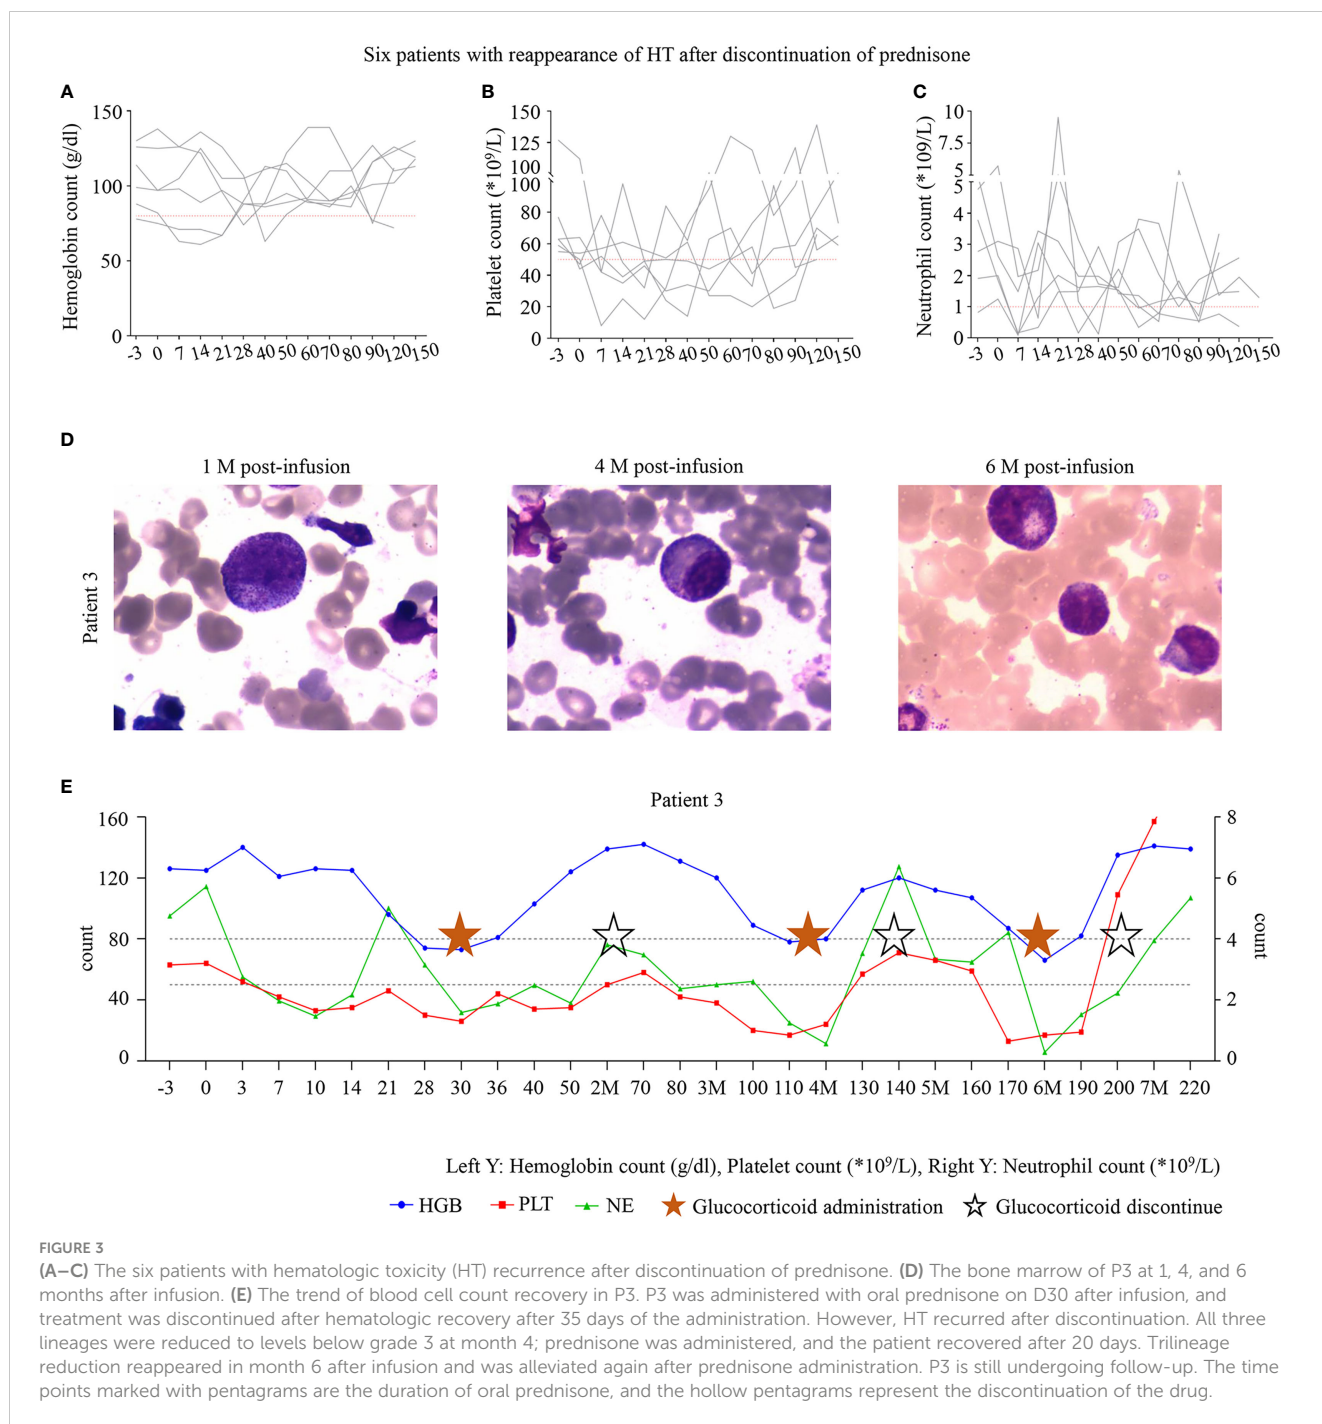 Six patients with reappearance of HT after discontinuation of prednisone
A
B
C
Hemoglobin count (g/dl)
150
100
50
0
-3 0 7 14 21 28 40 50 60 70 80 90 120 150
Platelet count (*10⁹/L)
150
125
100
100
80
60
40
20
0
-3 0 7 14 21 28 40 50 60 70 80 90 120 150
Neutrophil count (*109/L)
10
7.5
5
5
4
3
2
1
0
-3 0 7 14 21 28 40 50 60 70 80 90 120 150
D
1 M post-infusion
4 M post-infusion
6 M post-infusion
Patient 3
E
Patient 3
count
160
120
80
40
0
8
6
4
2
0
count
-3 0 3 7 10 14 21 28 30 36 40 50 2M 70 80 3M 100 110 4M 130 140 5M 160 170 6M 190 200 7M 220
Left Y: Hemoglobin count (g/dl), Platelet count (*10⁹/L), Right Y: Neutrophil count (*10⁹/L)
HGB PLT NE Glucocorticoid administration Glucocorticoid discontinue
FIGURE 3
(A–C) The six patients with hematologic toxicity (HT) recurrence after discontinuation of prednisone. (D) The bone marrow of P3 at 1, 4, and 6
months after infusion. (E) The trend of blood cell count recovery in P3. P3 was administered with oral prednisone on D30 after infusion, and
treatment was discontinued after hematologic recovery after 35 days of the administration. However, HT recurred after discontinuation. All three
lineages were reduced to levels below grade 3 at month 4; prednisone was administered, and the patient recovered after 20 days. Trilineage
reduction reappeared in month 6 after infusion and was alleviated again after prednisone administration. P3 is still undergoing follow-up. The time
points marked with pentagrams are the duration of oral prednisone, and the hollow pentagrams represent the discontinuation of the drug.